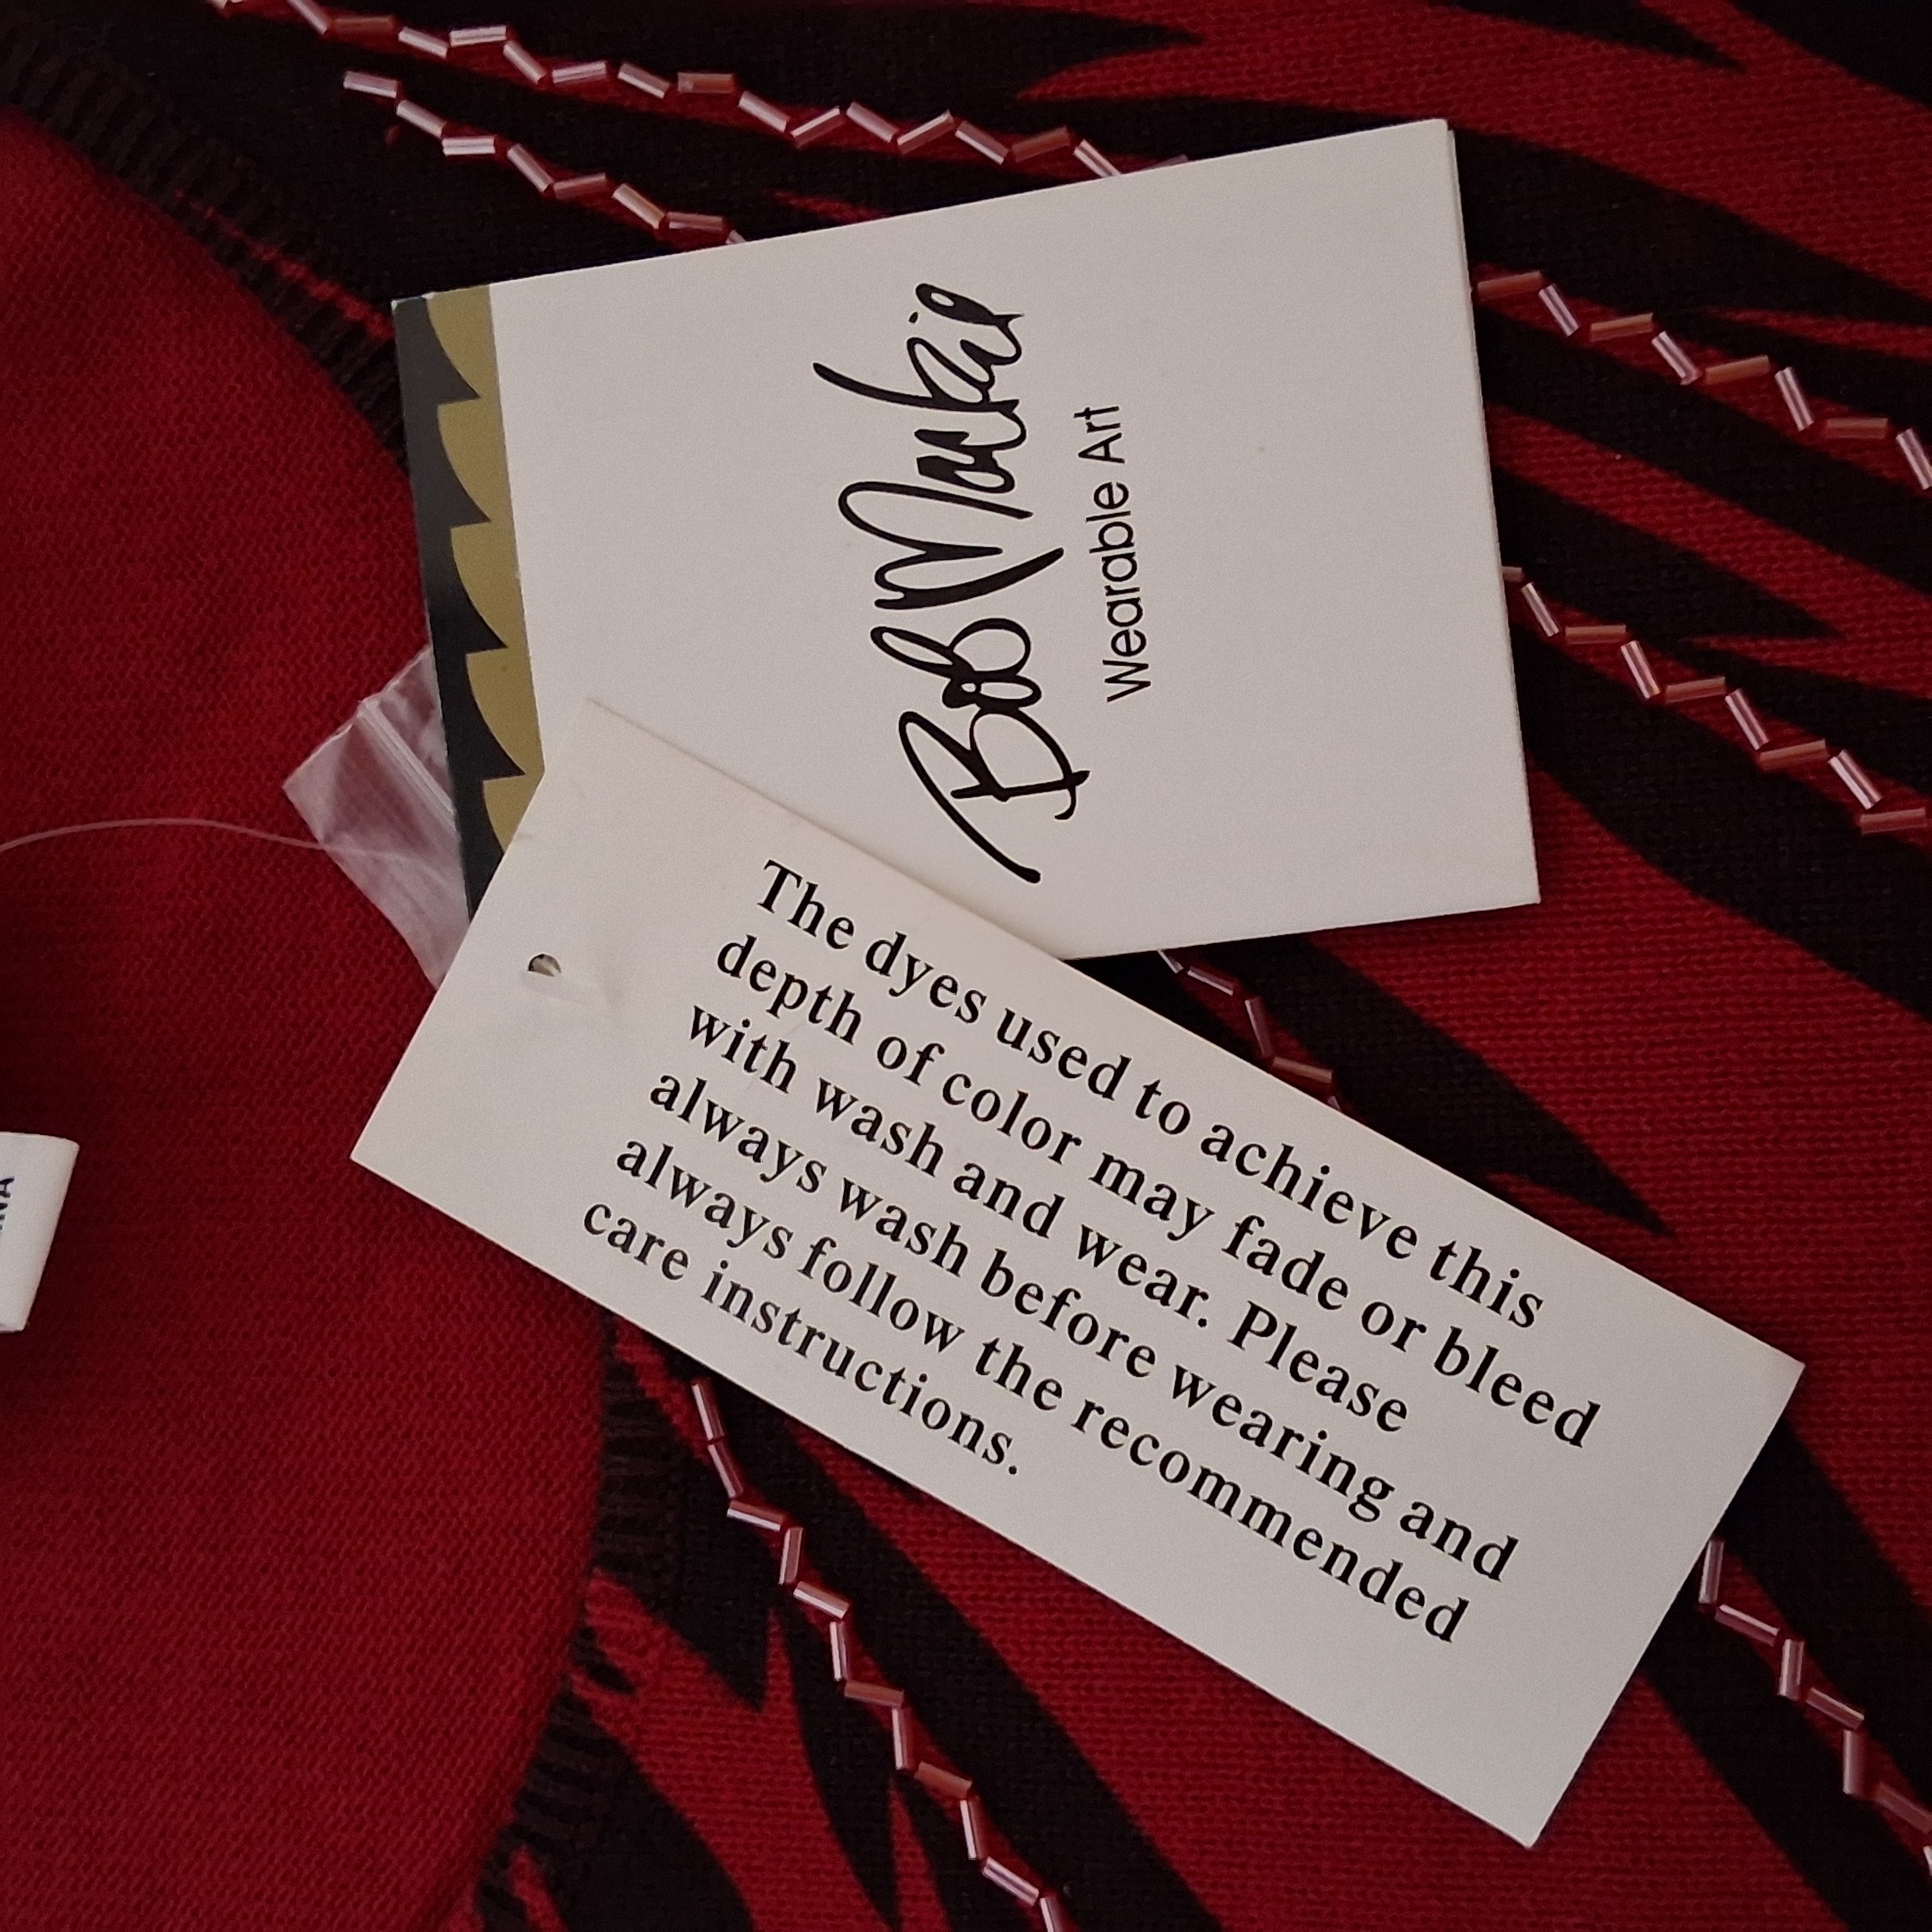 Bob Mackie
Wearable Art
The dyes used to achieve this
depth of color may fade or bleed
with wash and wear. Please
always wash before wearing and
always follow the recommended
care instructions.